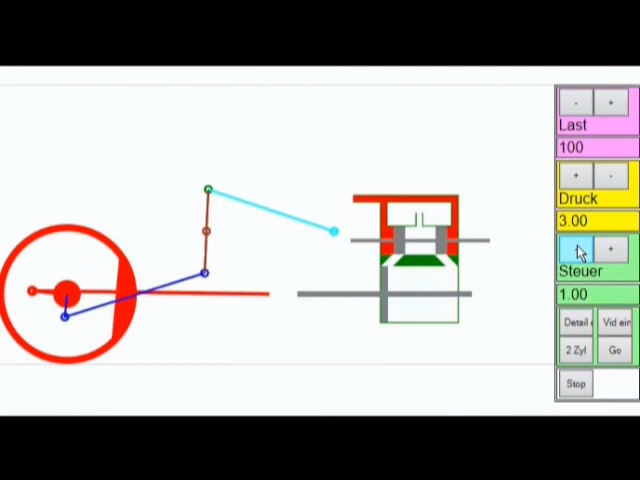 - +
Last
100
+ -
Druck
3.00
+
Steuer
1.00
Detail Vid ein
2 Zyl Go
Stop